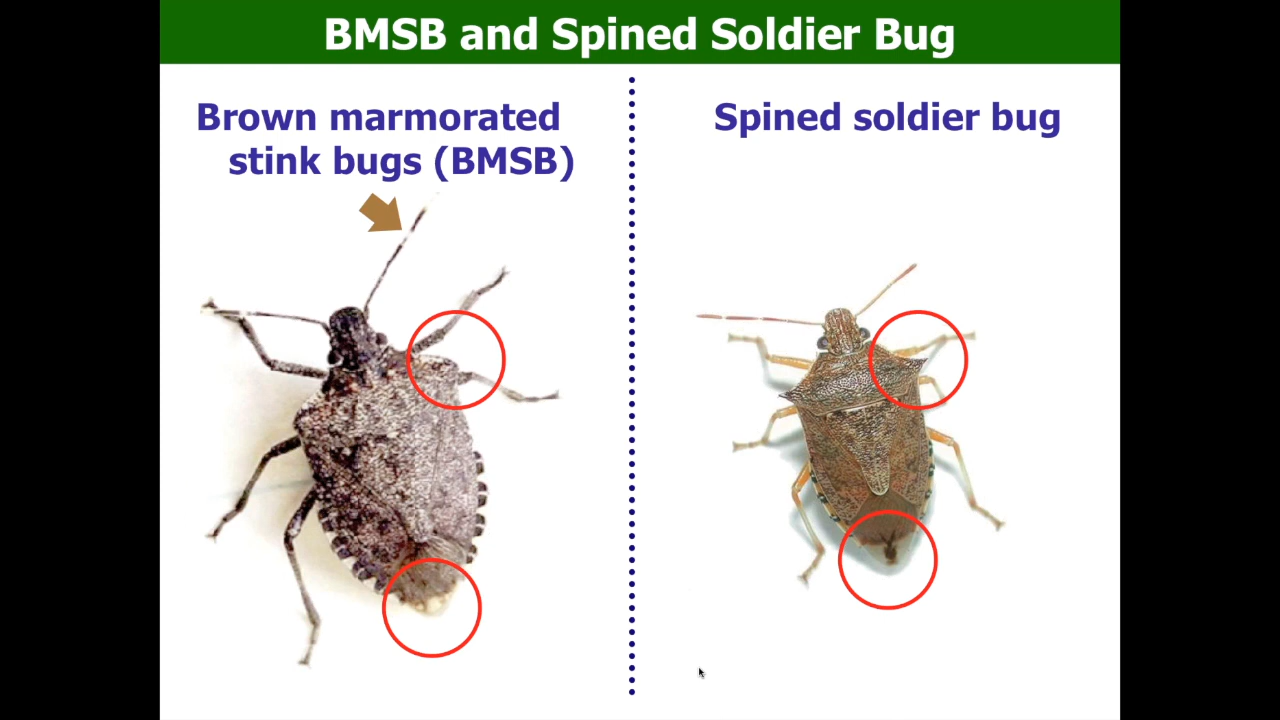 BMSB and Spined Soldier Bug
Brown marmorated
stink bugs (BMSB)
Spined soldier bug